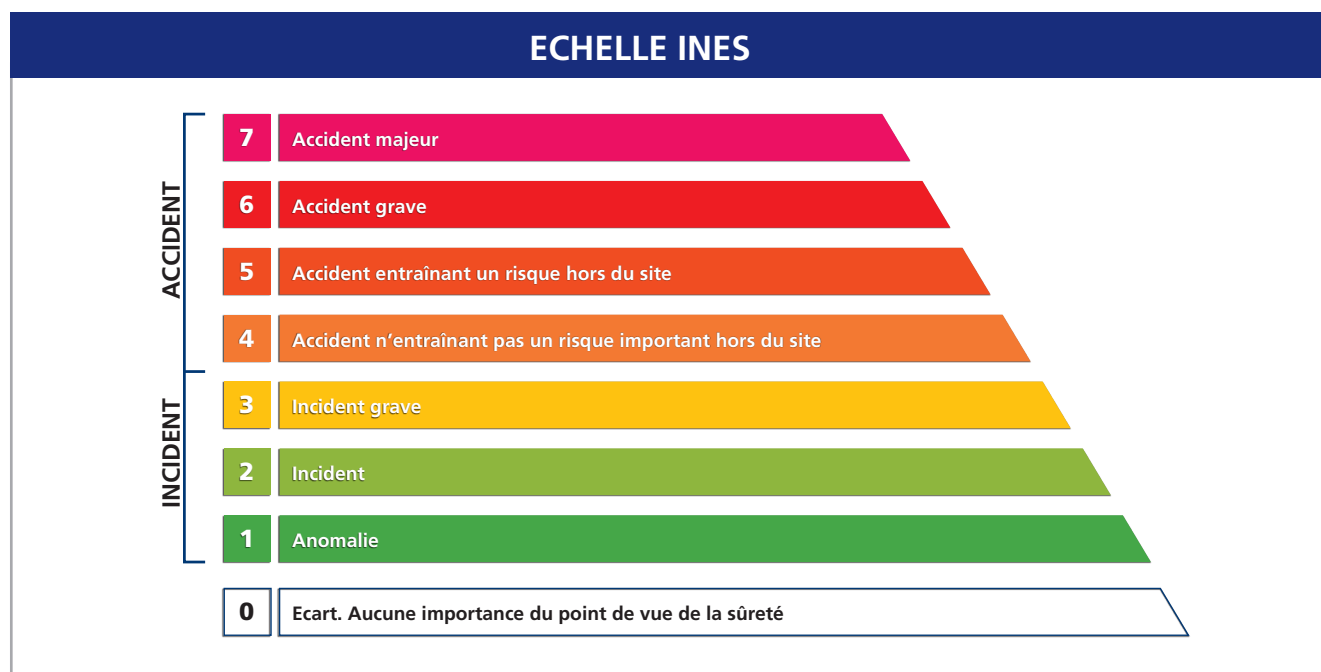 ECHELLE INES
ACCIDENT
7 Accident majeur
6 Accident grave
5 Accident entraînant un risque hors du site
4 Accident n’entraînant pas un risque important hors du site
INCIDENT
3 Incident grave
2 Incident
1 Anomalie
0 Ecart. Aucune importance du point de vue de la sûreté